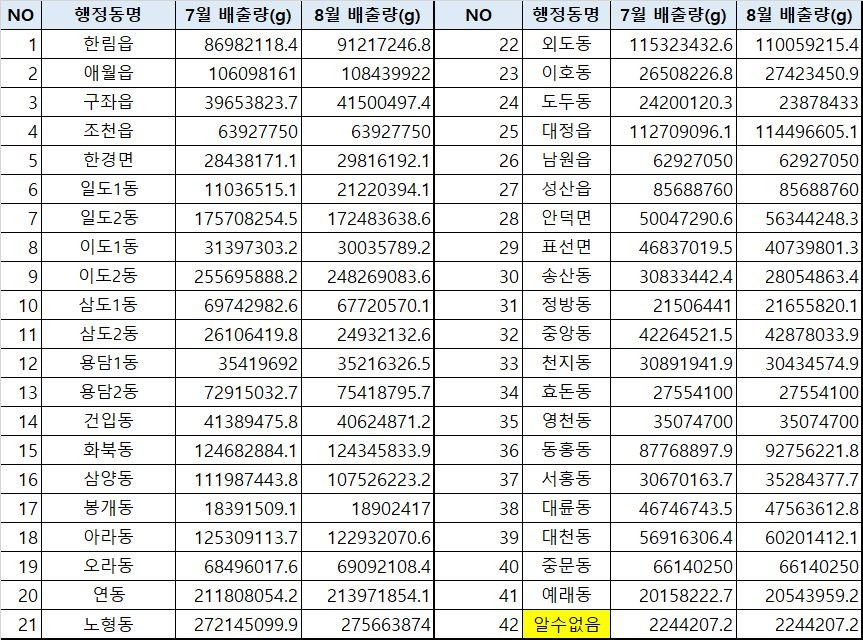 NO 행정동명 7월 배출량(g) 8월 배출량(g) NO 행정동명 7월 배출량(g) 8월 배출량(g)
1 한림읍 86982118.4 91217246.8 22 외도동 115323432.6 110059215.4
2 애월읍 106098161 108439922 23 이호동 26508226.8 27423450.9
3 구좌읍 39653823.7 41500497.4 24 도두동 24200120.3 23878433
4 조천읍 63927750 63927750 25 대정읍 112709096.1 114496605.1
5 한경면 28438171.1 29816192.1 26 남원읍 62927050 62927050
6 일도1동 11036515.1 21220394.1 27 성산읍 85688760 85688760
7 일도2동 175708254.5 172483638.6 28 안덕면 50047290.6 56344248.3
8 이도1동 31397303.2 30035789.2 29 표선면 46837019.5 40739801.3
9 이도2동 255695888.2 248269083.6 30 송산동 30833442.4 28054863.4
10 삼도1동 69742982.6 67720570.1 31 정방동 21506441 21655820.1
11 삼도2동 26106419.8 24932132.6 32 중앙동 42264521.5 42878033.9
12 용담1동 35419692 35216326.5 33 천지동 30891941.9 30434574.9
13 용담2동 72915032.7 75418795.7 34 효돈동 27554100 27554100
14 건입동 41389475.8 40624871.2 35 영천동 35074700 35074700
15 화북동 124682884.1 124345833.9 36 동홍동 87768897.9 92756221.8
16 삼양동 111987443.8 107526223.2 37 서홍동 30670163.7 35284377.7
17 봉개동 18391509.1 18902417 38 대륜동 46746743.5 47563612.8
18 아라동 125309113.7 122932070.6 39 대천동 56916306.4 60201412.1
19 오라동 68496017.6 69092108.4 40 중문동 66140250 66140250
20 연동 211808054.2 213971854.1 41 예래동 20158222.7 20543959.2
21 노형동 272145099.9 275663874 42 알수없음 2244207.2 2244207.2